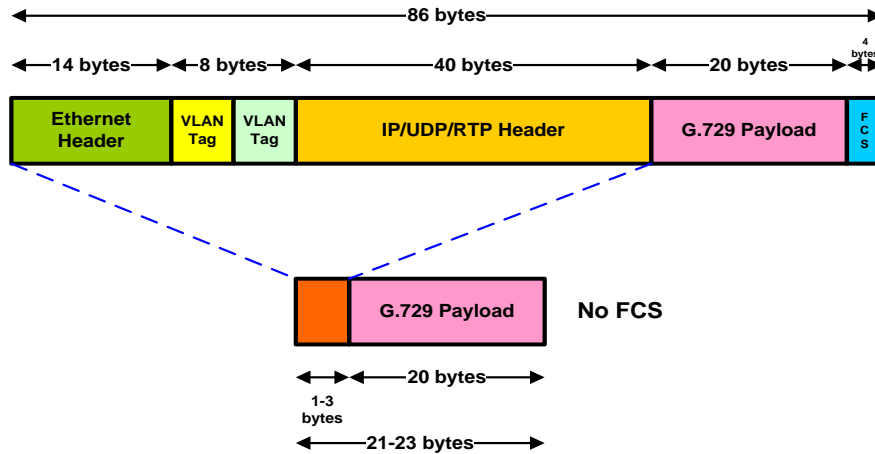 86 bytes
14 bytes
8 bytes
40 bytes
20 bytes
4
bytes
Ethernet
Header
VLAN
Tag
VLAN
Tag
IP/UDP/RTP Header
G.729 Payload
F
C
S
G.729 Payload
No FCS
1-3
bytes
20 bytes
21-23 bytes